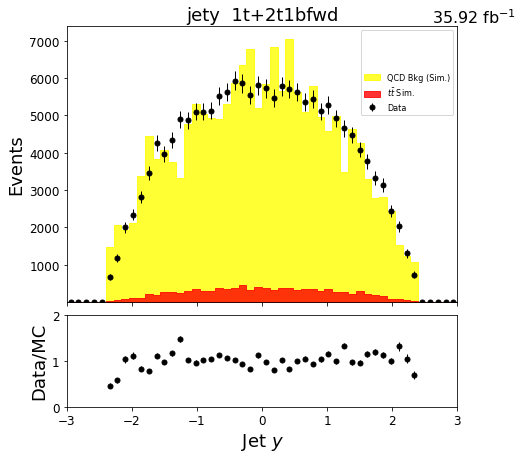 jety 1t+2t1bfwd
35.92 fb⁻¹
QCD Bkg (Sim.)
tt̄ Sim.
Data
Events
7000
6000
5000
4000
3000
2000
1000
Data/MC
2
1
0
−3 −2 −1 0 1 2 3
Jet y